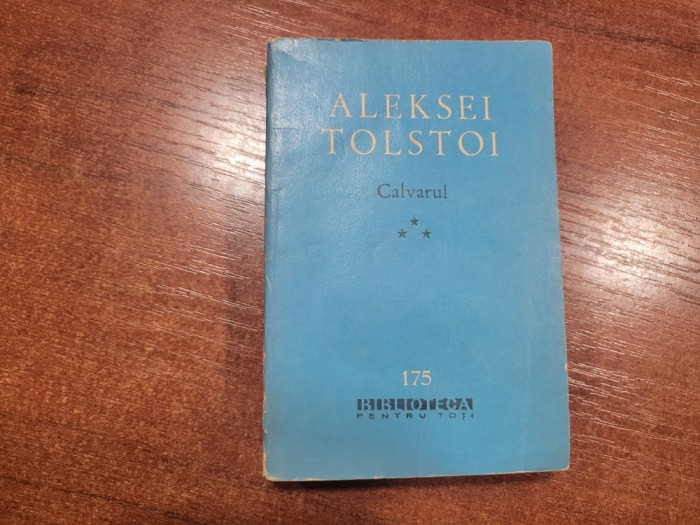 ALEKSEI
TOLSTOI
Calvarul
175
BIBLIOTECA
PENTRU TOȚI